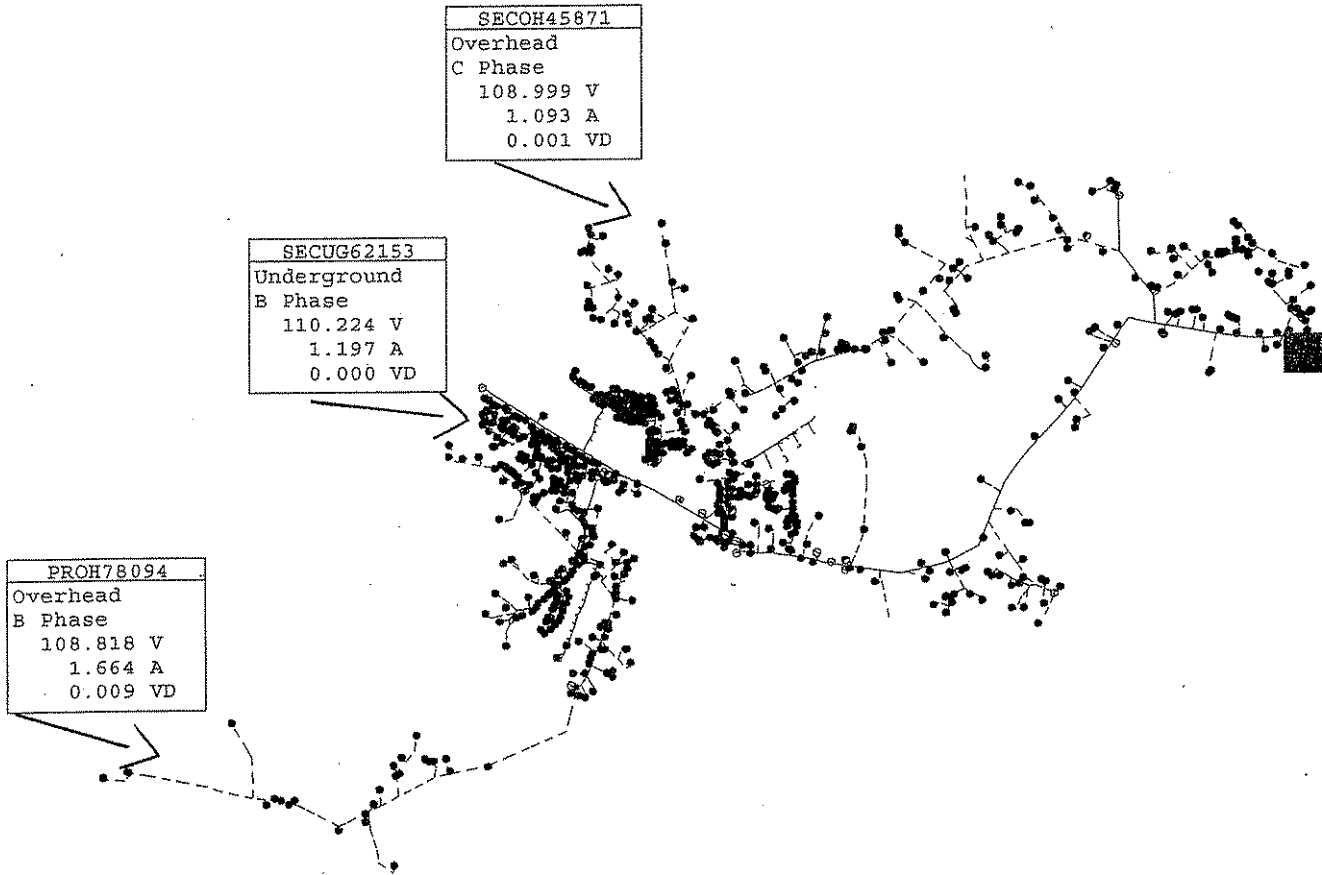 SECOH45871
Overhead
C Phase
108.999 V
1.093 A
0.001 VD
SECUG62153
Underground
B Phase
110.224 V
1.197 A
0.000 VD
PROH78094
Overhead
B Phase
108.818 V
1.664 A
0.009 VD